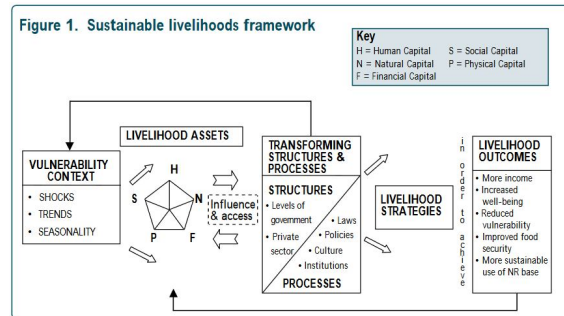 Figure 1. Sustainable livelihoods framework
Key
H = Human Capital S = Social Capital
N = Natural Capital P = Physical Capital
F = Financial Capital
LIVELIHOOD ASSETS
VULNERABILITY
CONTEXT
• SHOCKS
• TRENDS
• SEASONALITY
H
S
N
P
F
Influence
& access
TRANSFORMING
STRUCTURES &
PROCESSES
STRUCTURES
• Levels of
government
• Private
sector
• Laws
• Policies
• Culture
• Institutions
PROCESSES
LIVELIHOOD
STRATEGIES
in order to achieve
LIVELIHOOD
OUTCOMES
• More income
• Increased
well-being
• Reduced
vulnerability
• Improved food
security
• More sustainable
use of NR base